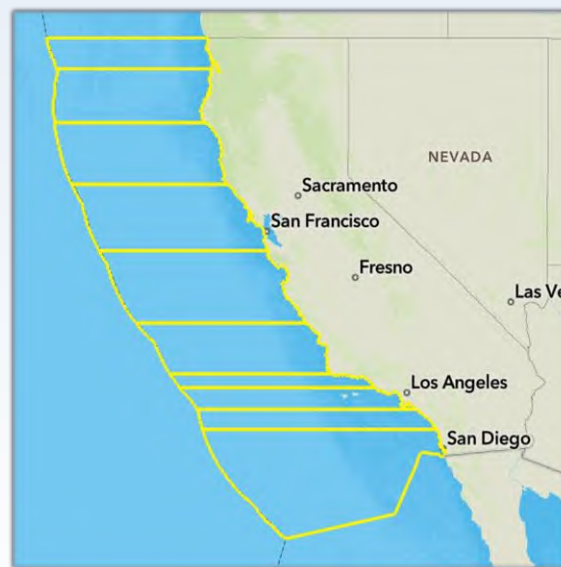 NEVADA
Sacramento
San Francisco
Fresno
Las Ve
Los Angeles
San Diego